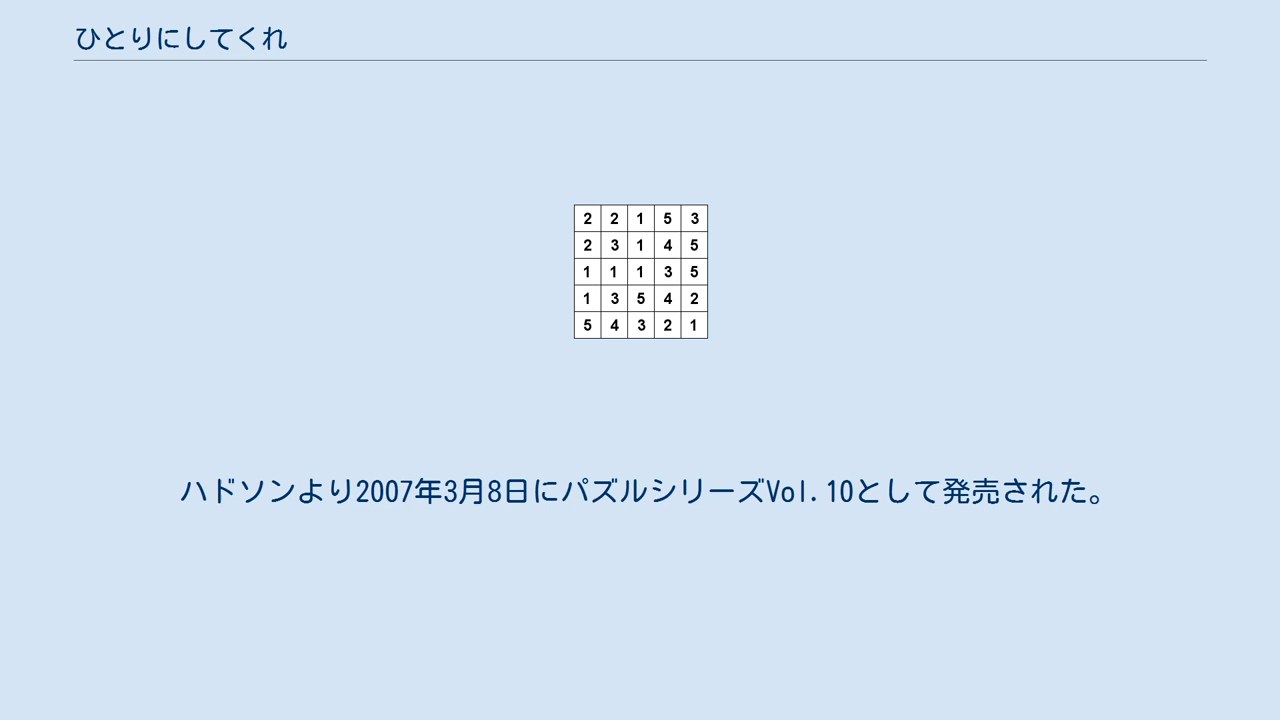 ひとりにしてくれ
2 2 1 5 3
2 3 1 4 5
1 1 1 3 5
1 3 5 4 2
5 4 3 2 1
ハドソンより2007年3月8日にパズルシリーズVol.10として発売された。